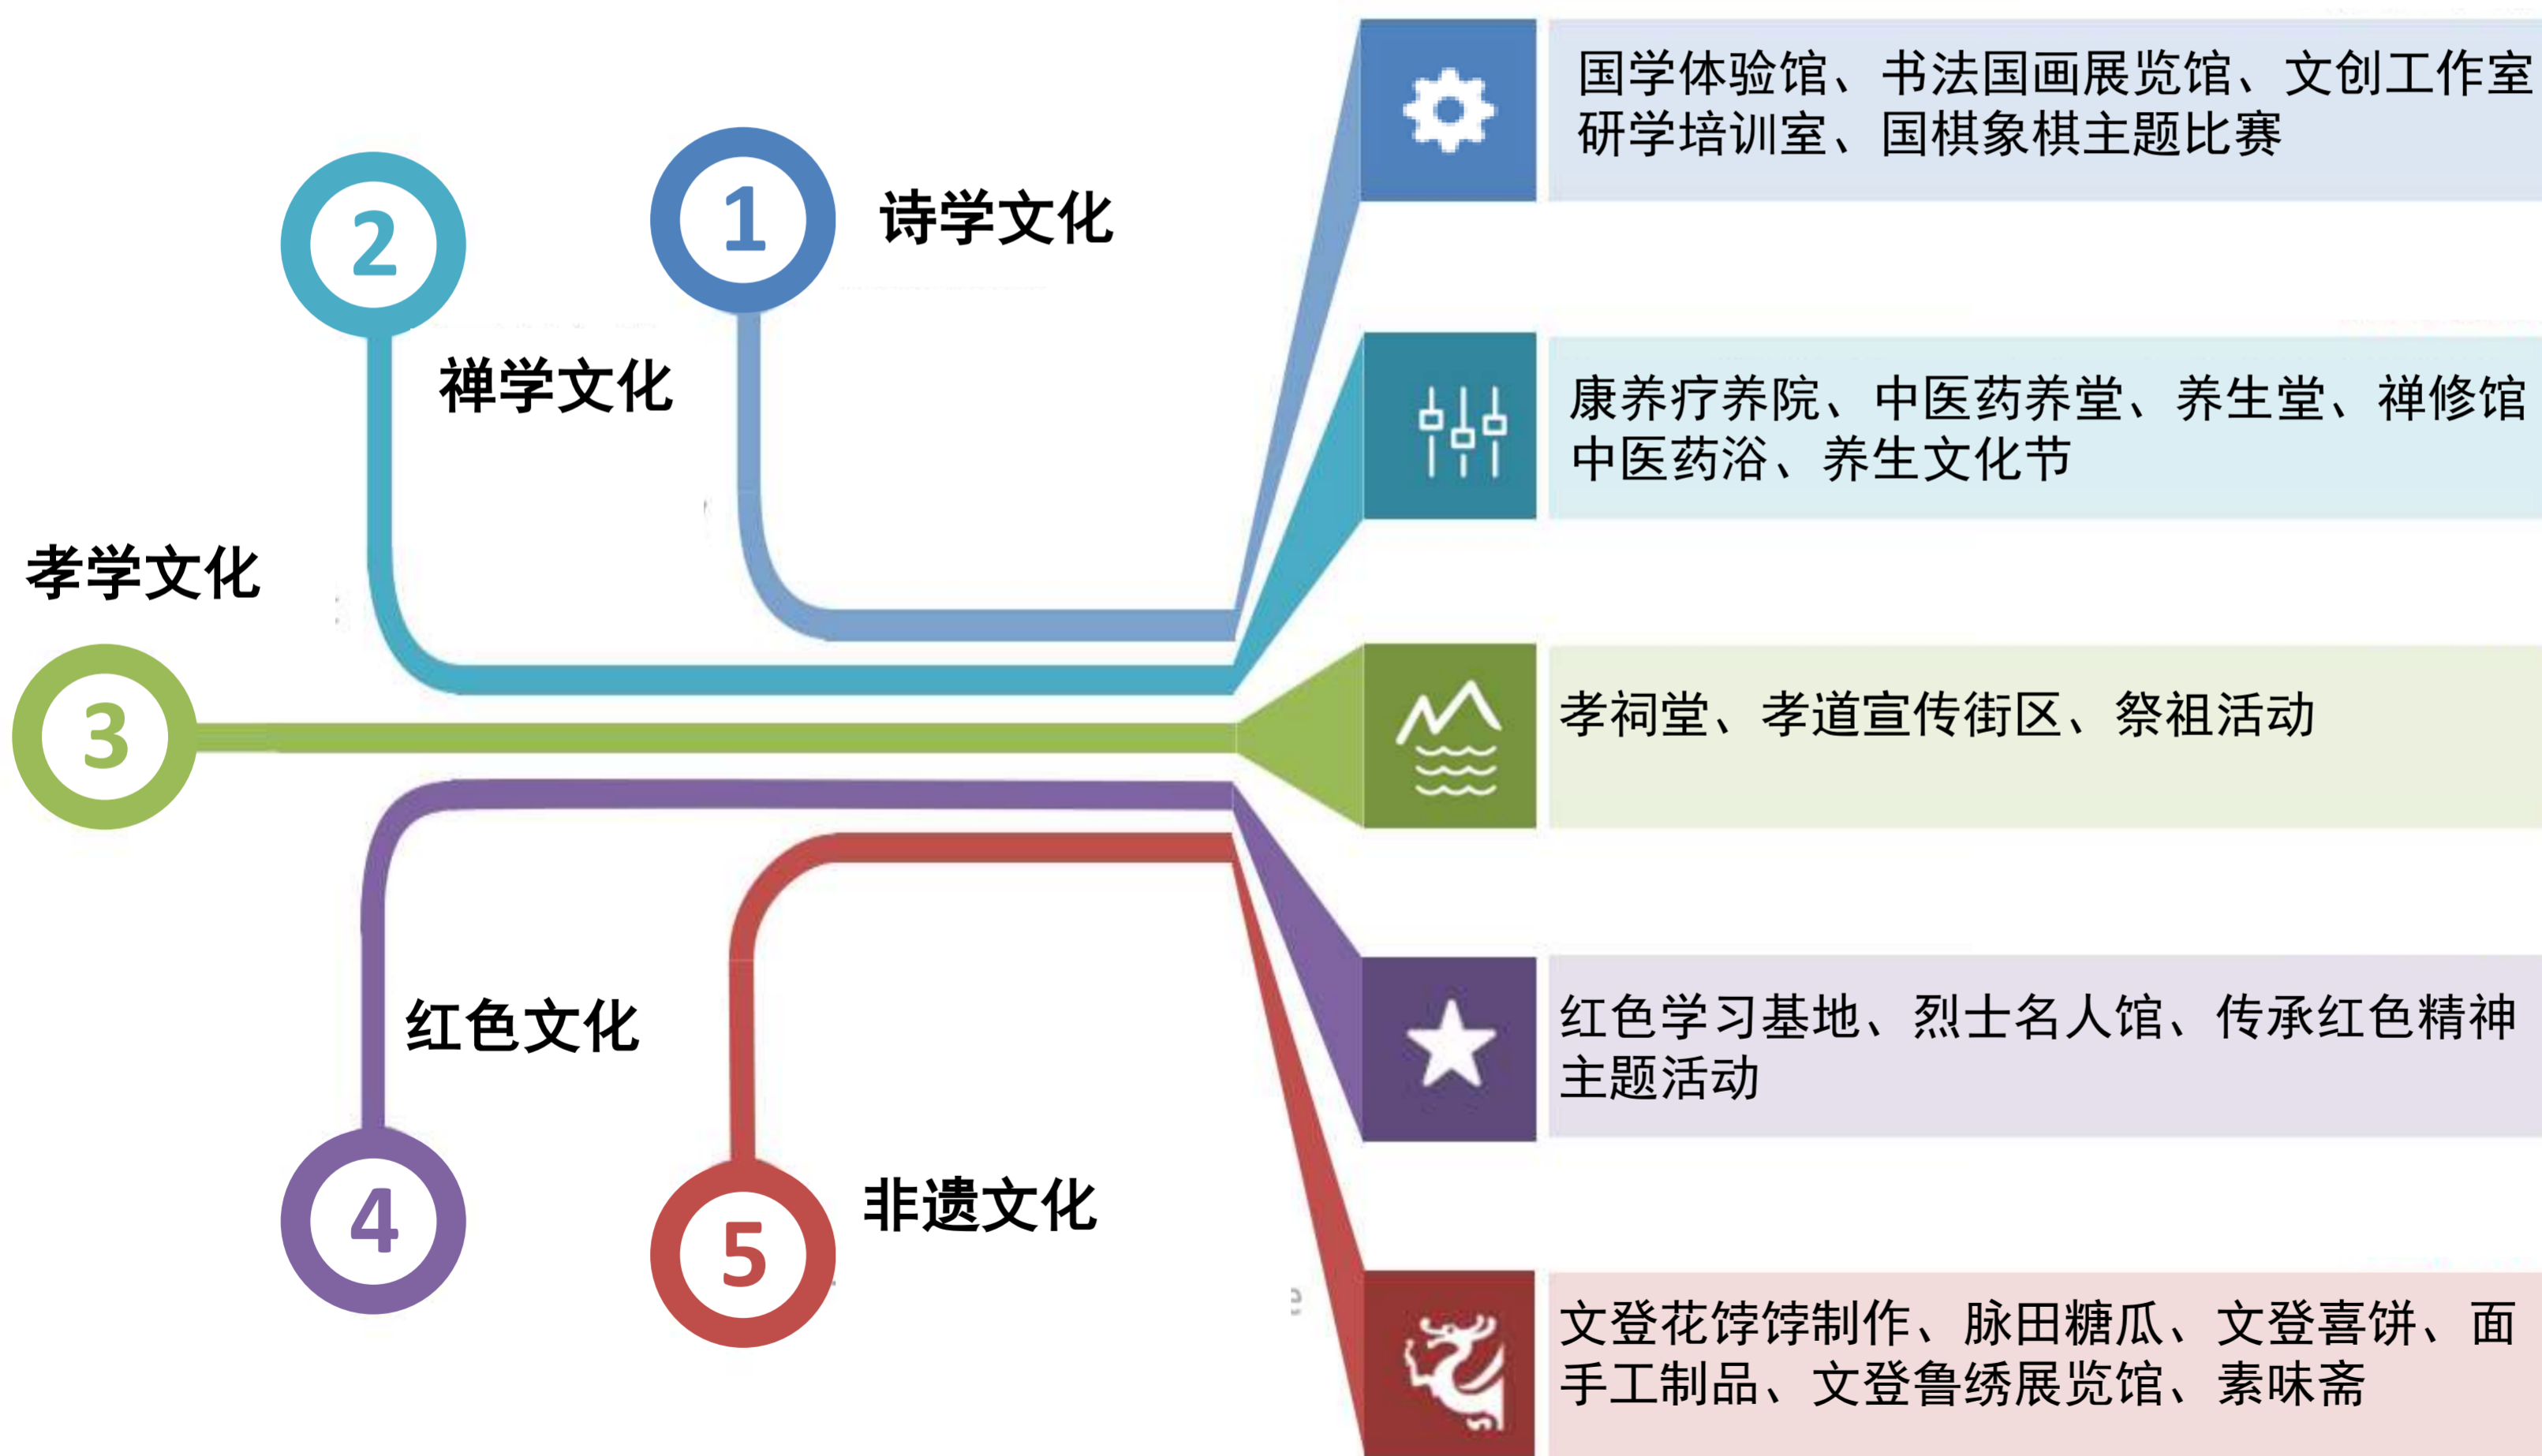 1
诗学文化
国学体验馆、书法国画展览馆、文创工作室
研学培训室、国棋象棋主题比赛
2
禅学文化
康养疗养院、中医药养堂、养生堂、禅修馆
中医药浴、养生文化节
孝学文化
3
孝祠堂、孝道宣传街区、祭祖活动
红色文化
4
红色学习基地、烈士名人馆、传承红色精神
主题活动
5
非遗文化
文登花饽饽制作、脉田糖瓜、文登喜饼、面
手工制品、文登鲁绣展览馆、素味斋